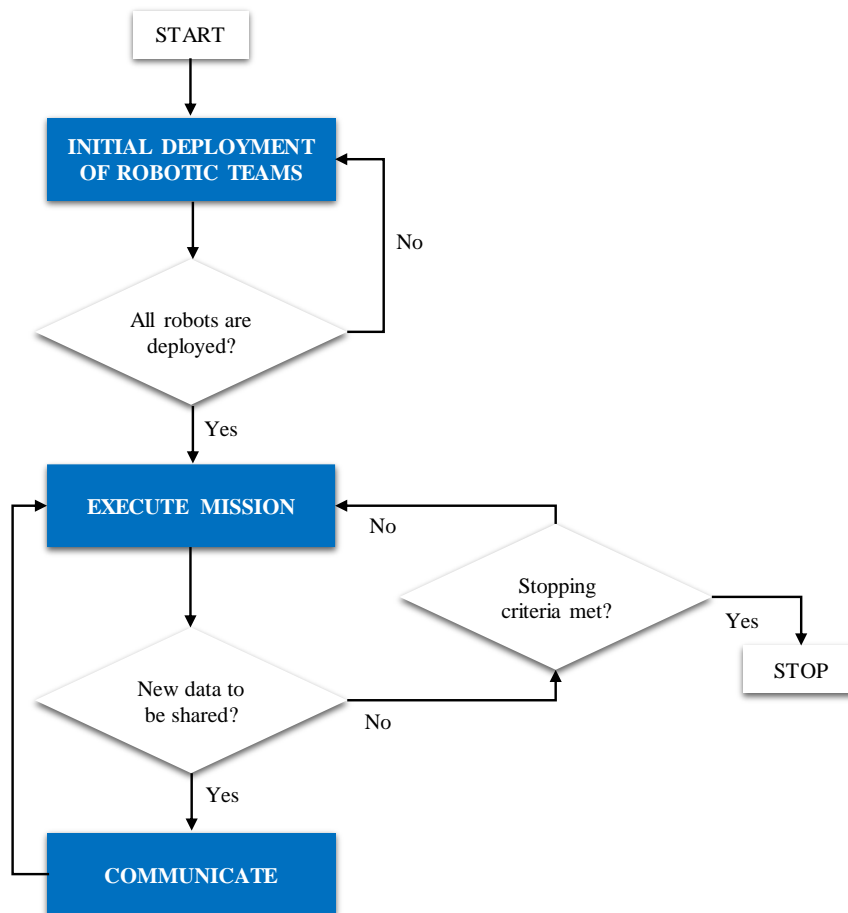 START
INITIAL DEPLOYMENT
OF ROBOTIC TEAMS
No
All robots are
deployed?
Yes
EXECUTE MISSION
No
Stopping
criteria met?
Yes
STOP
New data to
be shared?
No
Yes
COMMUNICATE